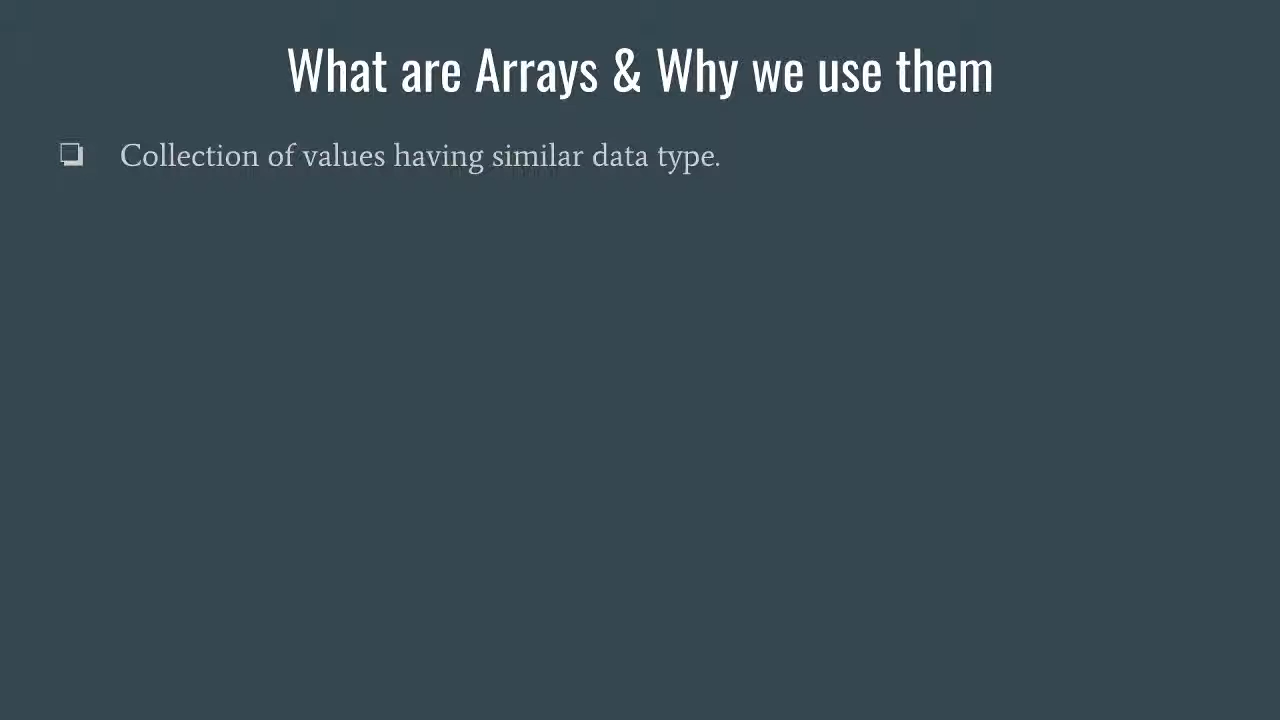 What are Arrays & Why we use them
❏ Collection of values having similar data type.